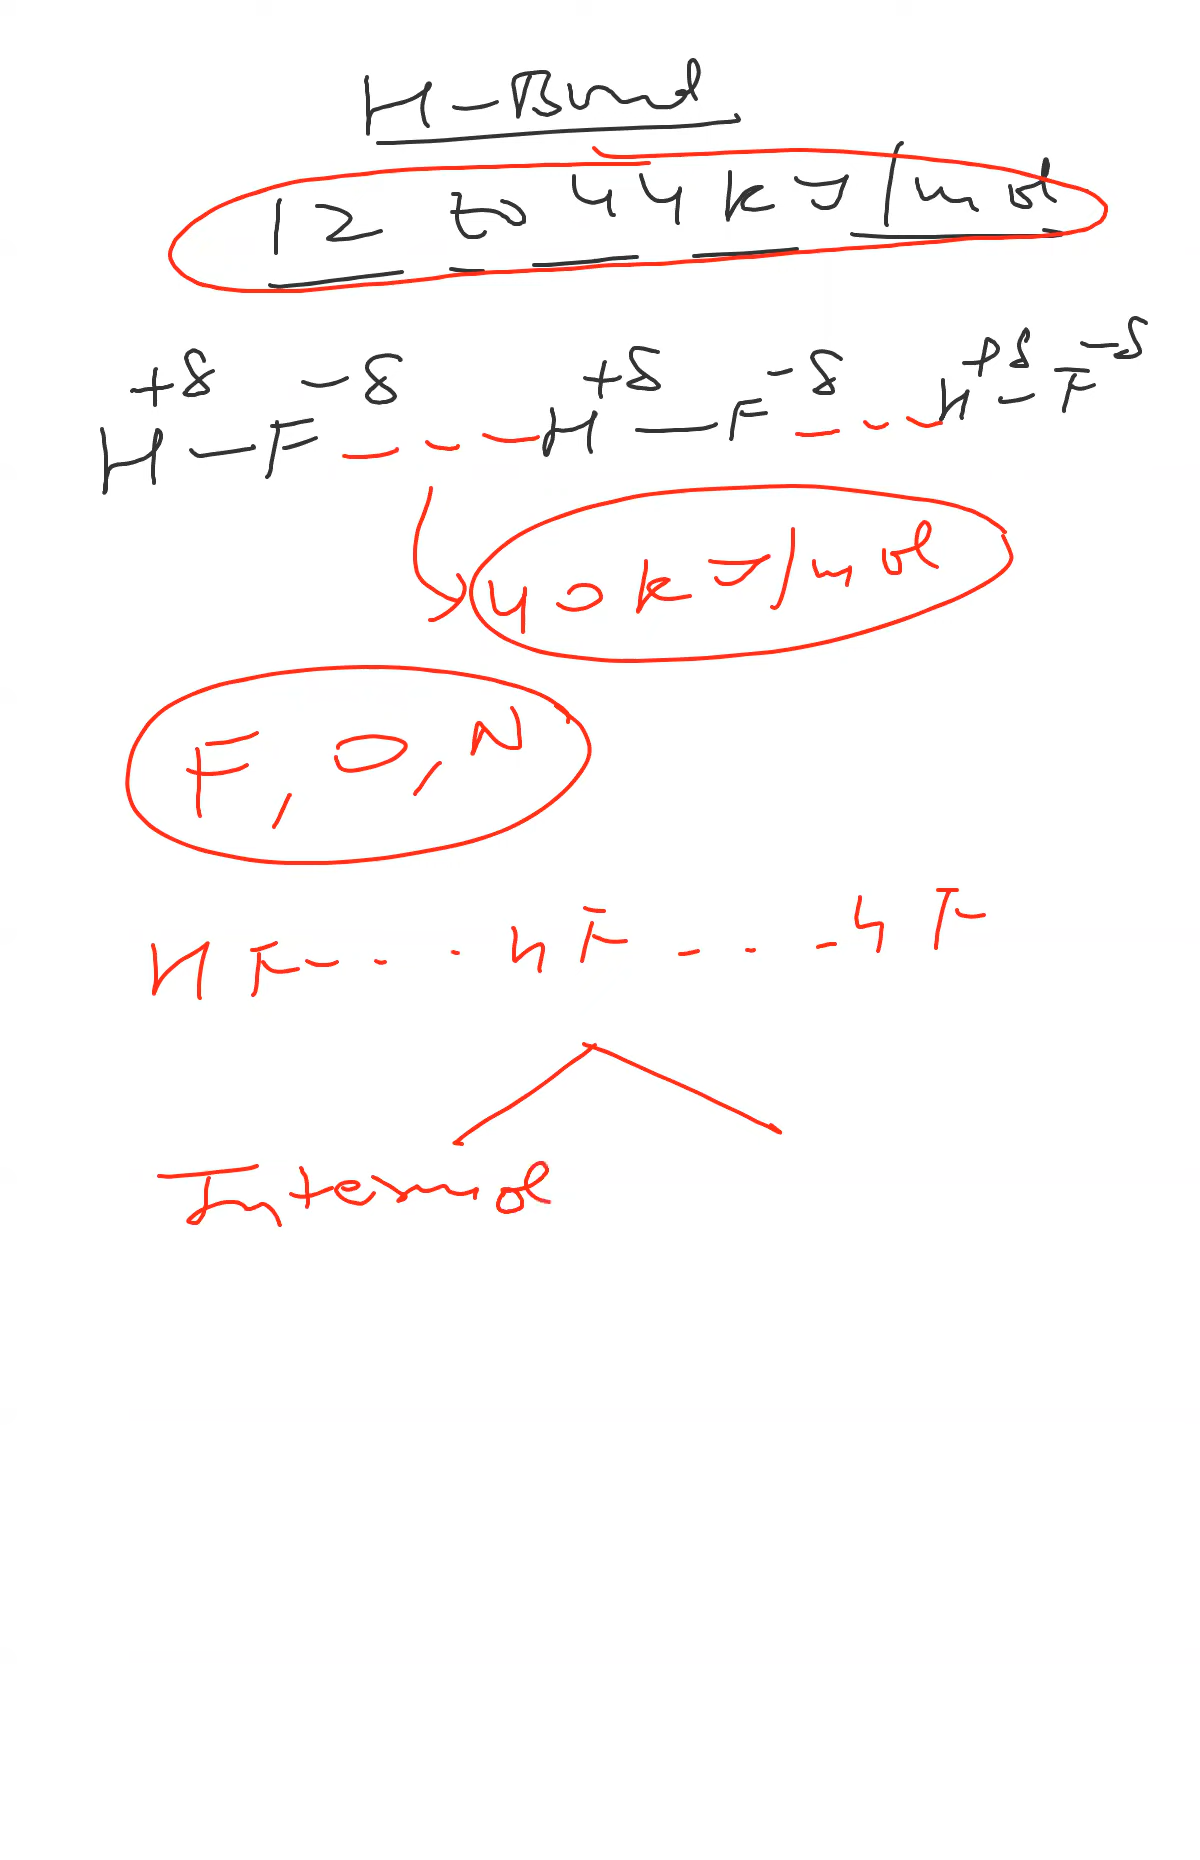 H-Bond
12 to 44 kJ/mol
+δ -δ +δ -δ +δ -δ
H-F---H-F---H-F
40 kJ/mol
F, O, N
HF---HF---HF
Intermol